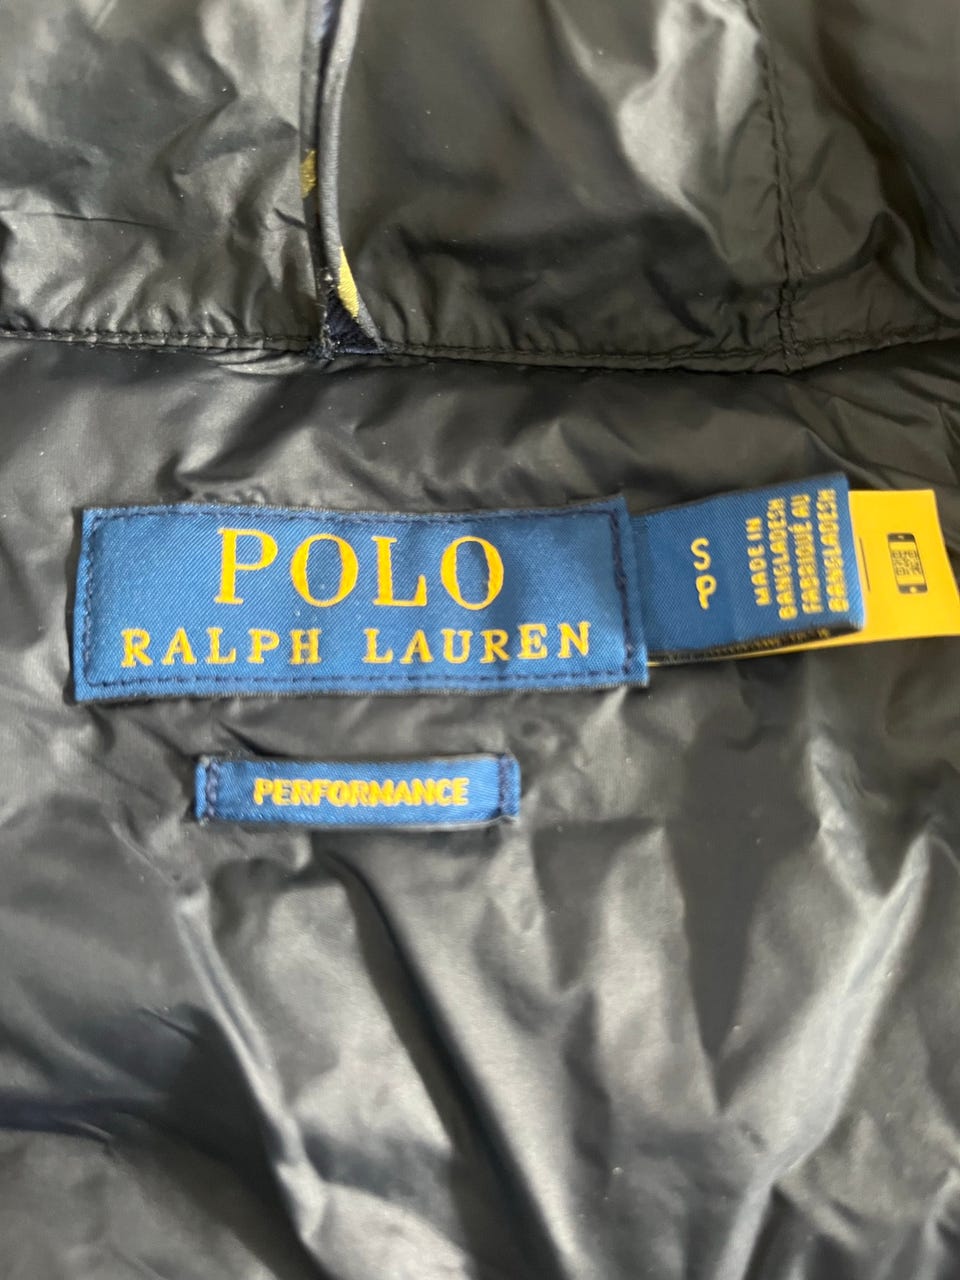 POLO
RALPH LAUREN
S
P
MADE IN
BANGLADESH
FABRIQUÉ AU
BANGLADESH
PERFORMANCE